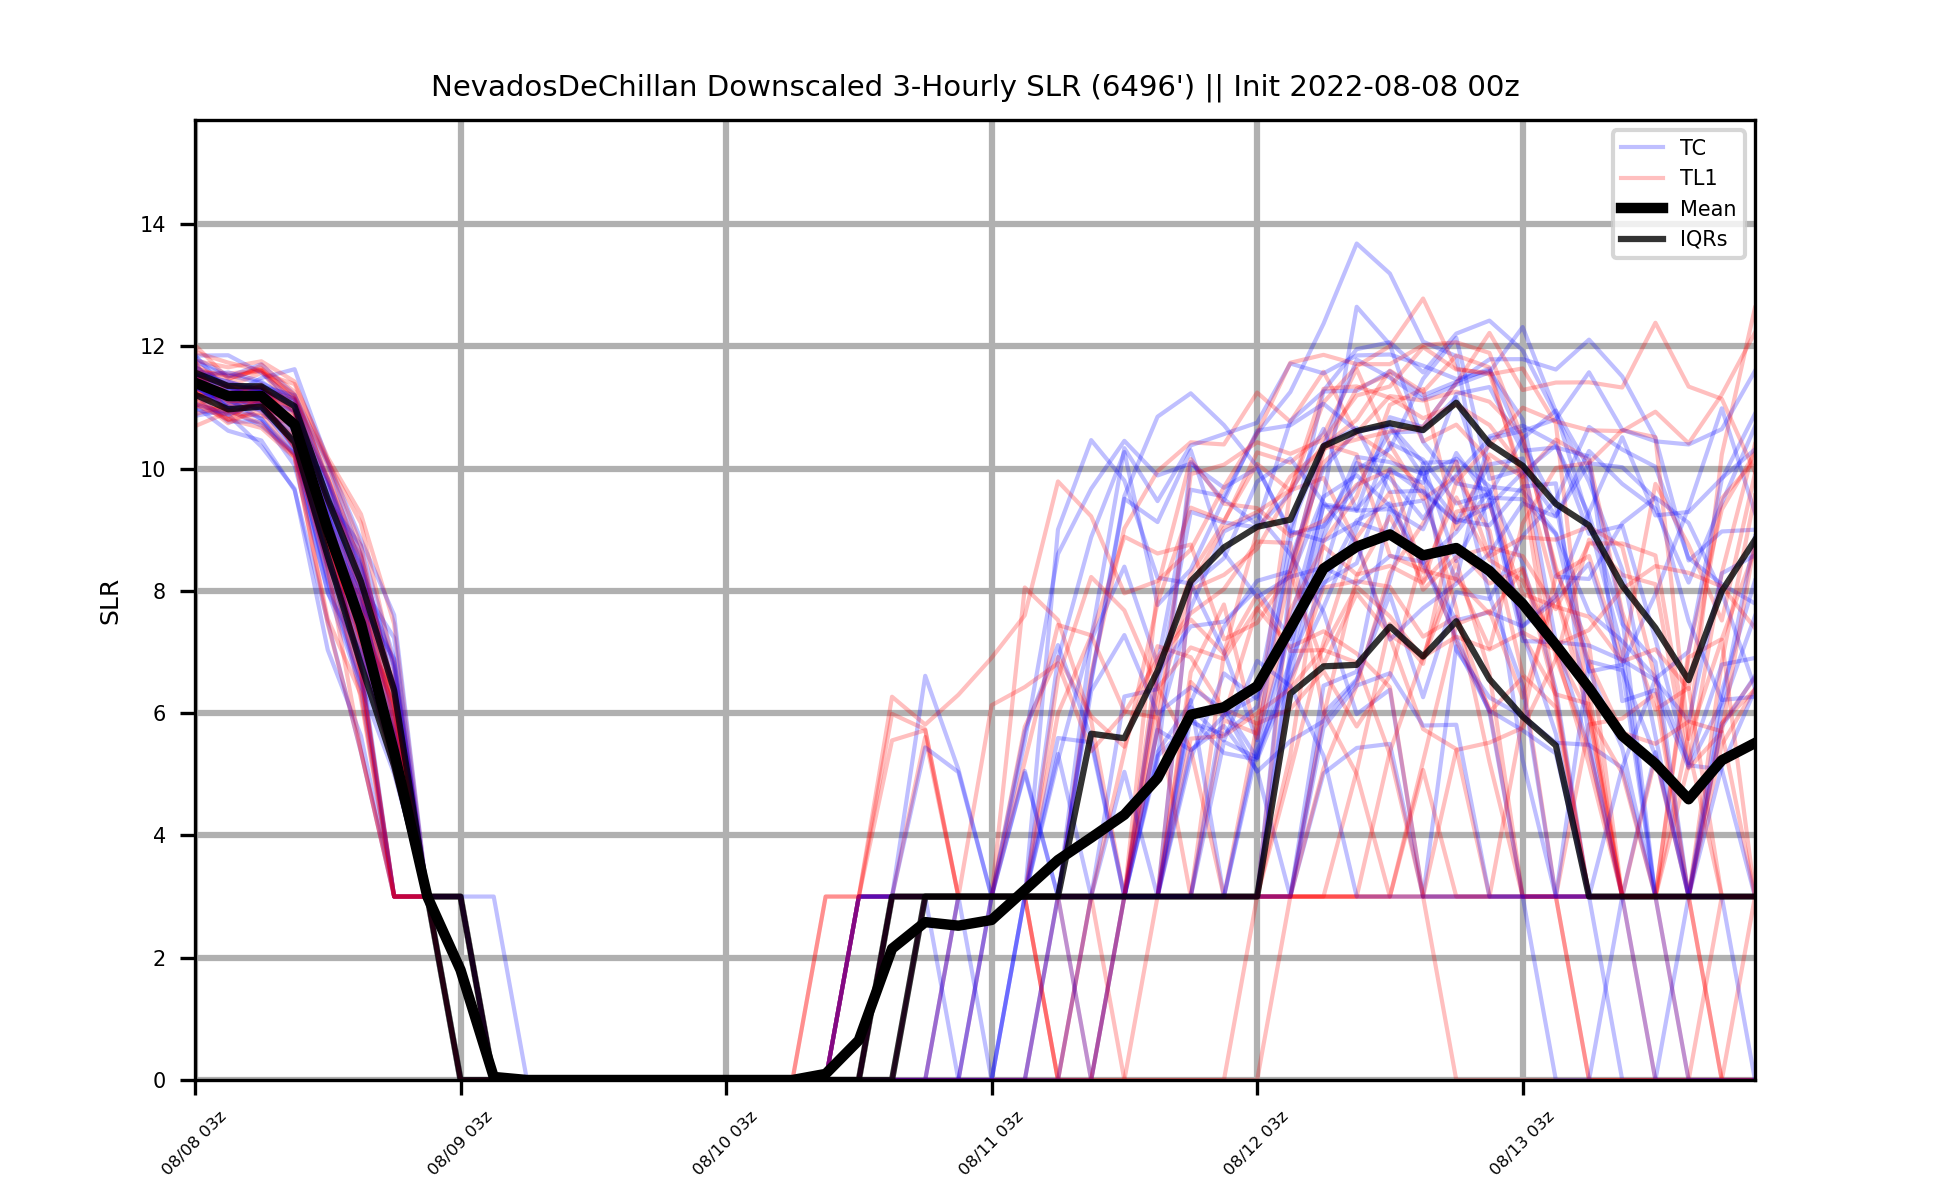 NevadosDeChillan Downscaled 3-Hourly SLR (6496') || Init 2022-08-08 00z
TC
TL1
Mean
IQRs
SLR
14
12
10
8
6
4
2
0
08/08 03z
08/09 03z
08/10 03z
08/11 03z
08/12 03z
08/13 03z